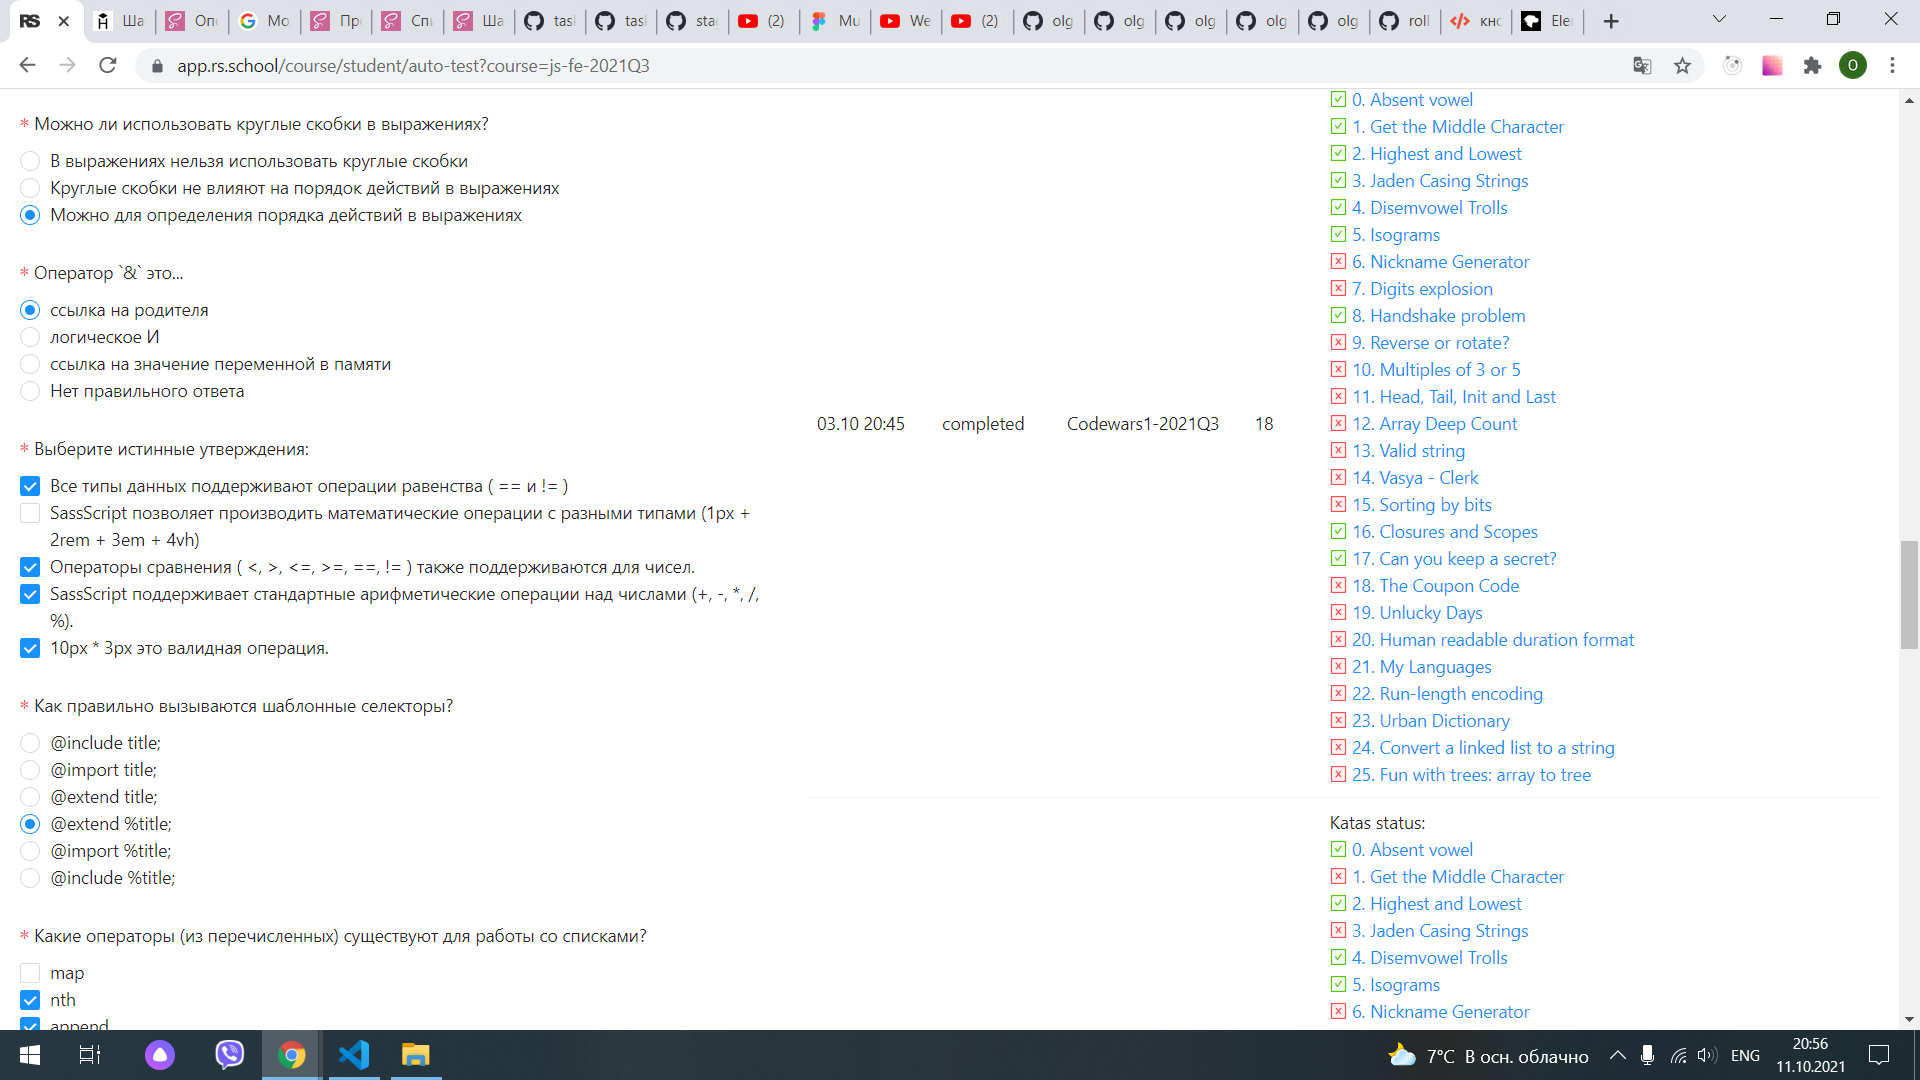 RS
Ша
Опе
Мо
Про
Спи
Ша
task
task
stag
(2)
Mu
We
(2)
olg
olg
olg
olg
olg
roll
кно
Eler
app.rs.school/course/student/auto-test?course=js-fe-2021Q3
O
* Можно ли использовать круглые скобки в выражениях?
В выражениях нельзя использовать круглые скобки
Круглые скобки не влияют на порядок действий в выражениях
Можно для определения порядка действий в выражениях
* Оператор `&` это...
ссылка на родителя
логическое И
ссылка на значение переменной в памяти
Нет правильного ответа
* Выберите истинные утверждения:
Все типы данных поддерживают операции равенства ( == и != )
SassScript позволяет производить математические операции с разными типами (1px +
2rem + 3em + 4vh)
Операторы сравнения ( <, >, <=, >=, ==, != ) также поддерживаются для чисел.
SassScript поддерживает стандартные арифметические операции над числами (+, -, *, /,
%).
10px * 3px это валидная операция.
* Как правильно вызываются шаблонные селекторы?
@include title;
@import title;
@extend title;
@extend %title;
@import %title;
@include %title;
* Какие операторы (из перечисленных) существуют для работы со списками?
map
nth
append
03.10 20:45 completed Codewars1-2021Q3 18
0. Absent vowel
1. Get the Middle Character
2. Highest and Lowest
3. Jaden Casing Strings
4. Disemvowel Trolls
5. Isograms
6. Nickname Generator
7. Digits explosion
8. Handshake problem
9. Reverse or rotate?
10. Multiples of 3 or 5
11. Head, Tail, Init and Last
12. Array Deep Count
13. Valid string
14. Vasya - Clerk
15. Sorting by bits
16. Closures and Scopes
17. Can you keep a secret?
18. The Coupon Code
19. Unlucky Days
20. Human readable duration format
21. My Languages
22. Run-length encoding
23. Urban Dictionary
24. Convert a linked list to a string
25. Fun with trees: array to tree
Katas status:
0. Absent vowel
1. Get the Middle Character
2. Highest and Lowest
3. Jaden Casing Strings
4. Disemvowel Trolls
5. Isograms
6. Nickname Generator
7°C В осн. облачно
ENG
20:56
11.10.2021